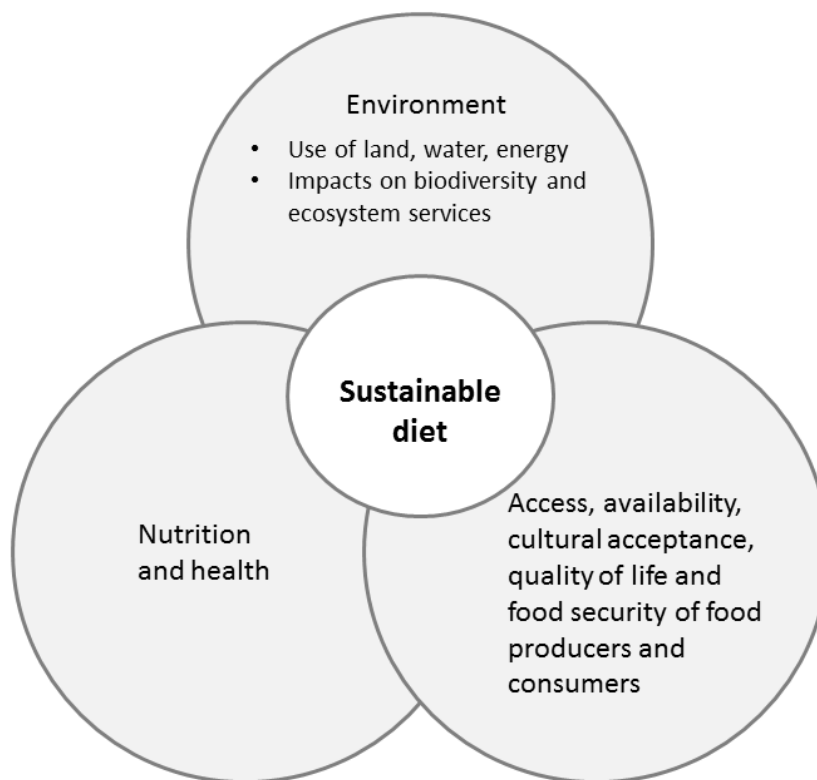 Environment
• Use of land, water, energy
• Impacts on biodiversity and
ecosystem services
Sustainable
diet
Nutrition
and health
Access, availability,
cultural acceptance,
quality of life and
food security of food
producers and
consumers